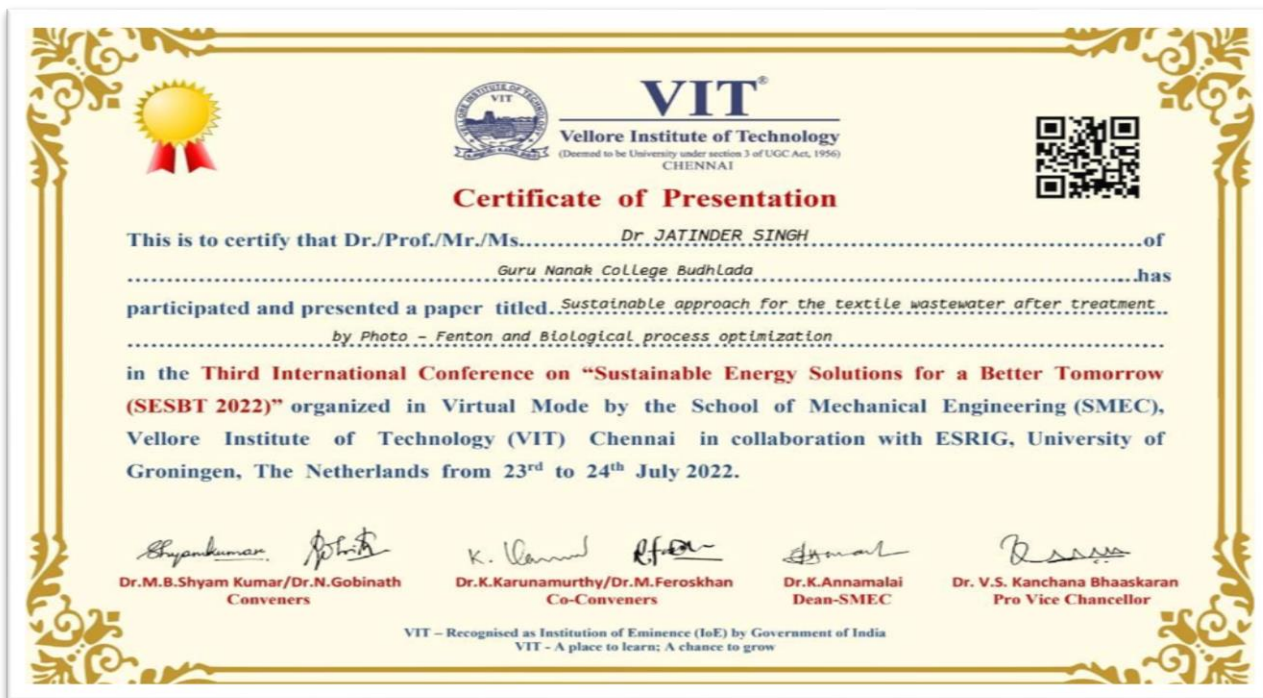 VELLORE INSTITUTE OF TECHNOLOGY
VIT
VIT®
Vellore Institute of Technology
(Deemed to be University under section 3 of UGC Act, 1956)
CHENNAI
Certificate of Presentation
This is to certify that Dr./Prof./Mr./Ms. Dr JATINDER SINGH of
Guru Nanak College Budhlada has
participated and presented a paper titled. Sustainable approach for the textile wastewater after treatment
by Photo - Fenton and Biological process optimization
in the Third International Conference on “Sustainable Energy Solutions for a Better Tomorrow
(SESBT 2022)” organized in Virtual Mode by the School of Mechanical Engineering (SMEC),
Vellore Institute of Technology (VIT) Chennai in collaboration with ESRIG, University of
Groningen, The Netherlands from 23rd to 24th July 2022.
Shyamkumar
Dr.M.B.Shyam Kumar/Dr.N.Gobinath Dr.K.Karunamurthy/Dr.M.Feroskhan Dr.K.Annamalai Dr. V.S. Kanchana Bhaaskaran
Conveners Co-Conveners Dean-SMEC Pro Vice Chancellor
VIT – Recognised as Institution of Eminence (IoE) by Government of India
VIT - A place to learn; A chance to grow